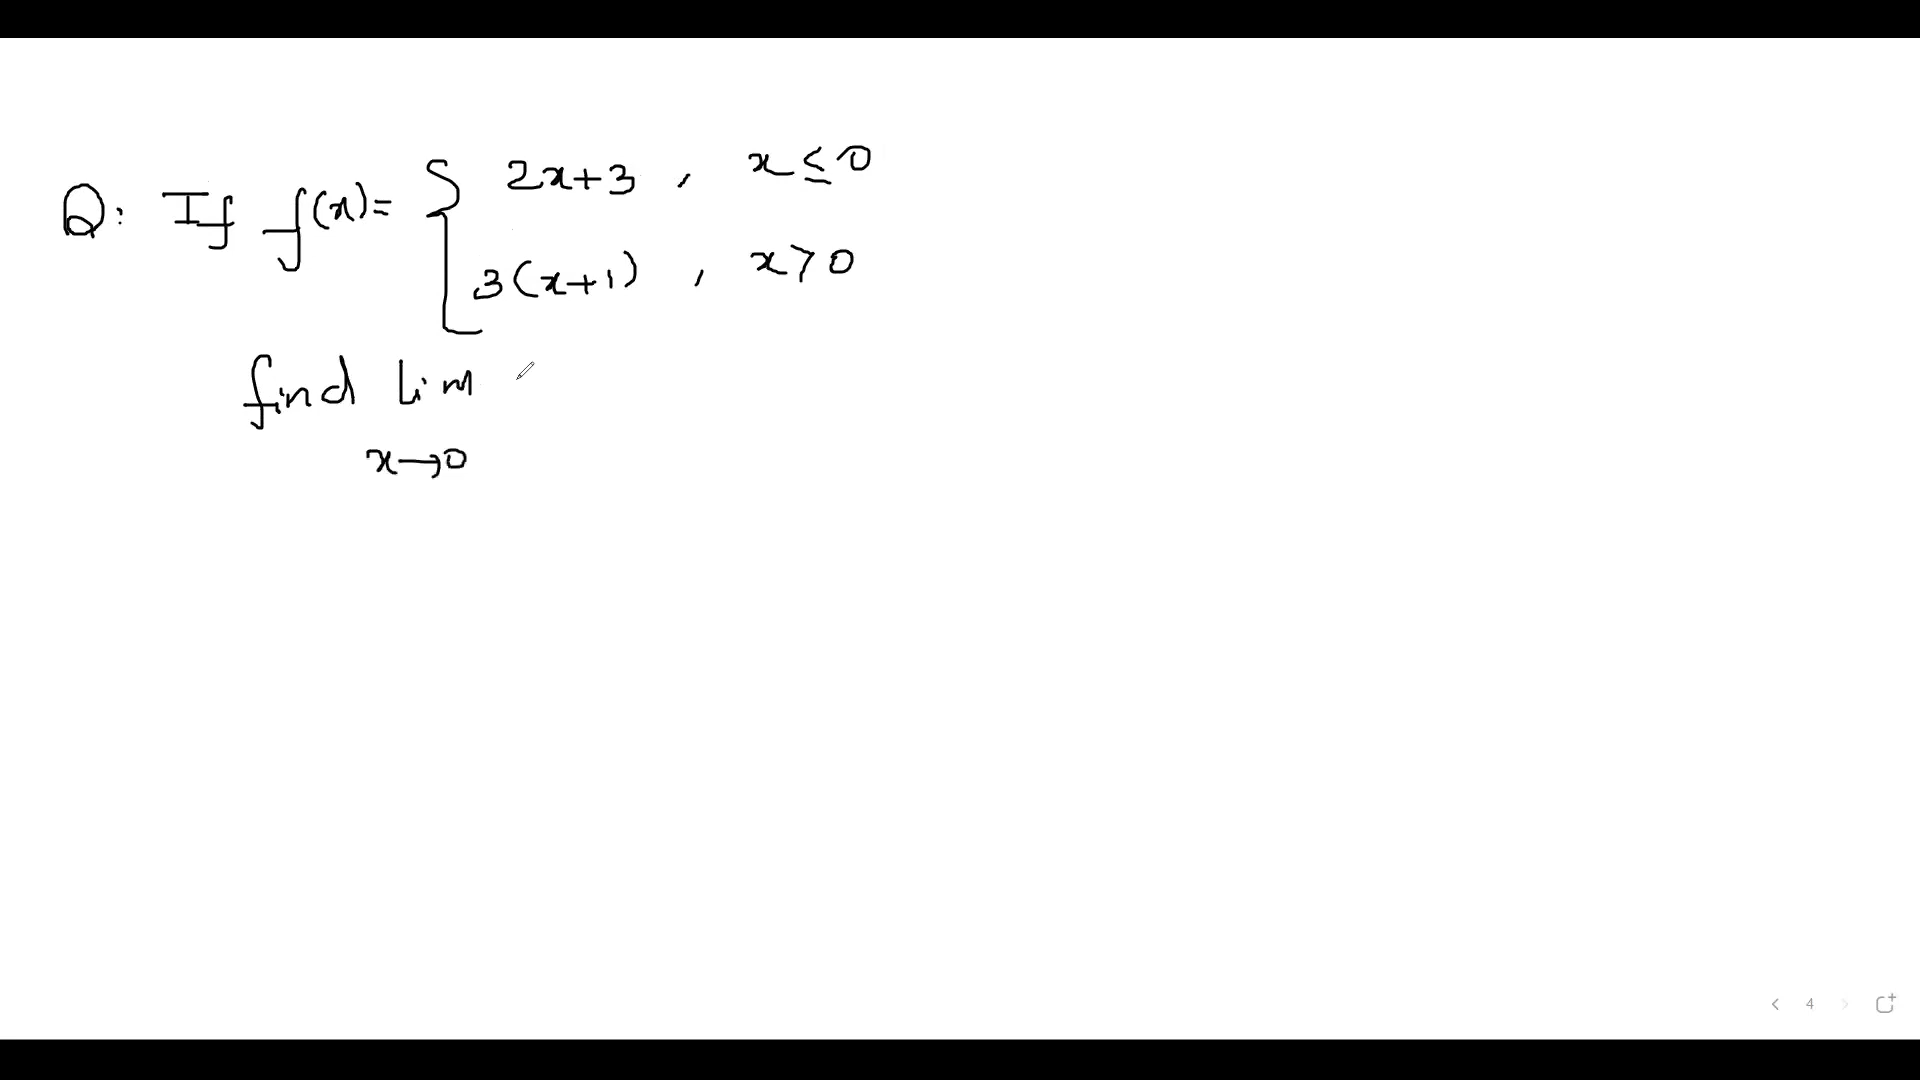 Q: If f(x)= { 2x+3 , x≤0
3(x+1) , x>0
find lim
x→0
4